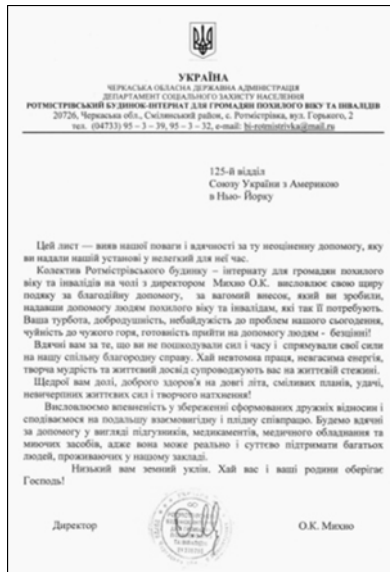 УКРАЇНА
ЧЕРКАСЬКА ОБЛАСНА ДЕРЖАВНА АДМІНІСТРАЦІЯ
ДЕПАРТАМЕНТ СОЦІАЛЬНОГО ЗАХИСТУ НАСЕЛЕННЯ
РОТМІСТРІВСЬКИЙ БУДИНОК-ІНТЕРНАТ ДЛЯ ГРОМАДЯН ПОХИЛОГО ВІКУ ТА ІНВАЛІДІВ
20726, Черкаська обл., Смілянський район, с. Ротмістрівка, вул. Горького, 2
тел. (04733) 95 – 3 – 39, 95 – 3 – 32, e-mail: bi-rotmistrivka@mail.ru
125-й відділ
Союзу України з Америкою
в Нью- Йорку
Цей лист — вияв нашої поваги і вдячності за ту неоціненну допомогу, яку
ви надали нашій установі у нелегкий для неї час.
Колектив Ротмістрівського будинку – інтернату для громадян похилого
віку та інвалідів на чолі з директором Михно О.К. висловлює свою щиру
подяку за благодійну допомогу, за вагомий внесок, який ви зробили,
надавши допомогу людям похилого віку та інвалідам, які так її потребують.
Ваша турбота, добродушність, небайдужість до проблем нашого сьогодення,
чуйність до чужого горя, готовність прийти на допомогу людям - безцінні!
Вдячні вам за те, що ви не пошкодували сил і часу і спрямували свої сили
на нашу спільну благородну справу. Хай невтомна праця, невгасима енергія,
творча мудрість та життєвий досвід супроводжують вас на життєвій стежині.
Щедрої вам долі, доброго здоров'я на довгі літа, сміливих планів, удачі,
невичерпних життєвих сил і творчого натхнення!
Висловлюємо впевненість у збереженні сформованих дружніх відносин и
сподіваємося на подальшу взаємовигідну і плідну співпрацю. Будемо вдячні
за допомогу у вигляді підгузників, медикаментів, медичного обладнання та
миючих засобів, адже вона може реально і суттєво підтримати багатьох
людей, проживаючих у нашому закладі.
Низький вам земний уклін. Хай вас і ваші родини оберігає
Господь!
Директор
О.К. Михно